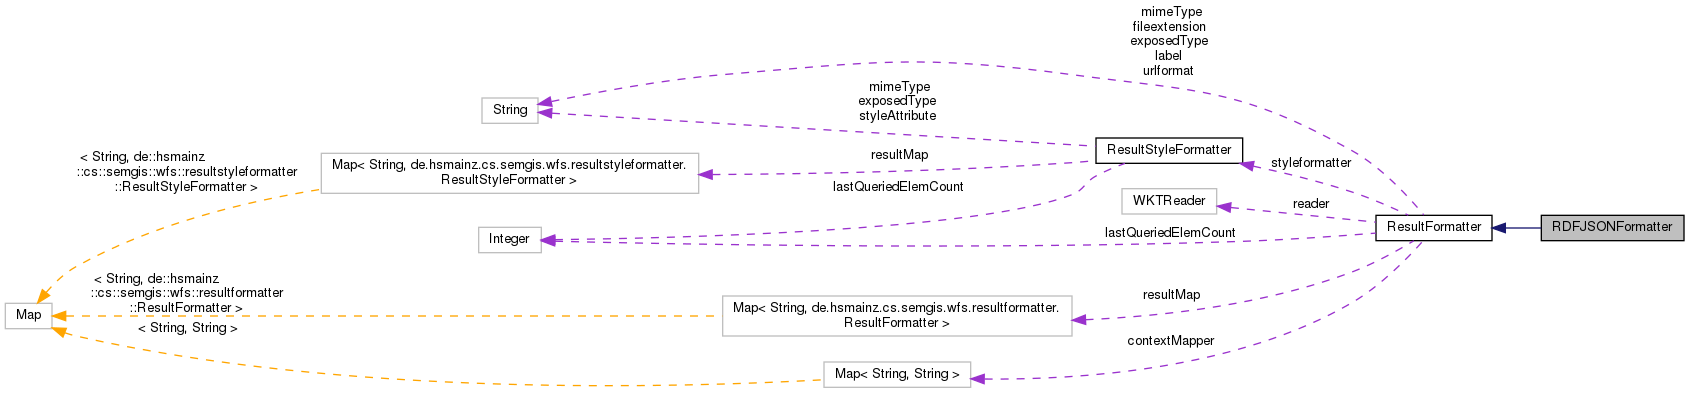 mimeType
fileextension
exposedType
label
urlformat
mimeType
exposedType
styleAttribute
String
ResultStyleFormatter
< String, de::hsmainz
::cs::semgis::wfs::resultstyleformatter
::ResultStyleFormatter >
Map< String, de.hsmainz.cs.semgis.wfs.resultstyleformatter.
ResultStyleFormatter >
resultMap
styleformatter
lastQueriedElemCount
WKTReader
reader
Integer
lastQueriedElemCount
ResultFormatter
RDFJSONFormatter
< String, de::hsmainz
::cs::semgis::wfs::resultformatter
::ResultFormatter >
resultMap
Map
Map< String, de.hsmainz.cs.semgis.wfs.resultformatter.
ResultFormatter >
< String, String >
contextMapper
Map< String, String >